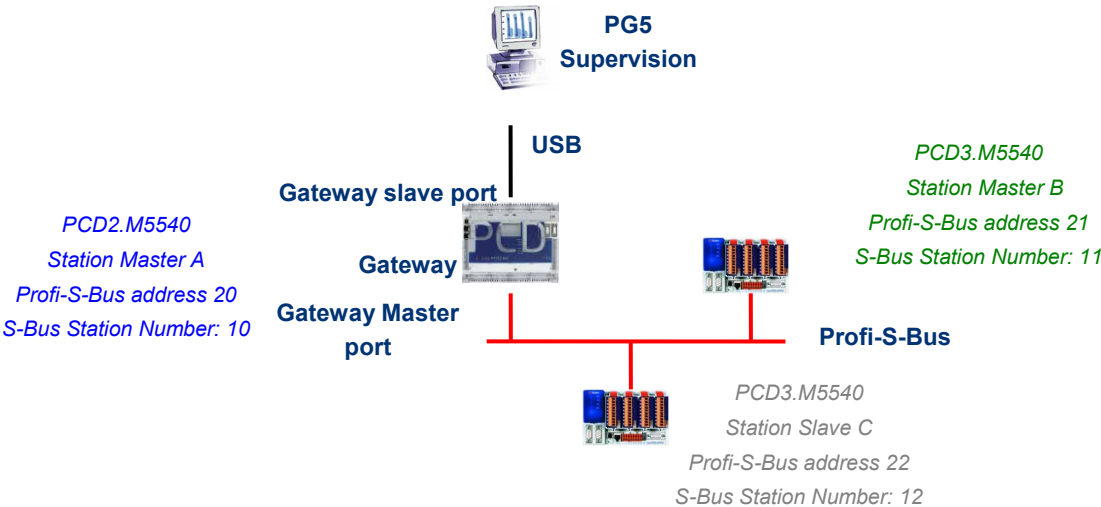 PG5
Supervision
USB
Gateway slave port
PCD
Gateway
Gateway Master
port
Profi-S-Bus
PCD2.M5540
Station Master A
Profi-S-Bus address 20
S-Bus Station Number: 10
PCD3.M5540
Station Master B
Profi-S-Bus address 21
S-Bus Station Number: 11
PCD3.M5540
Station Slave C
Profi-S-Bus address 22
S-Bus Station Number: 12